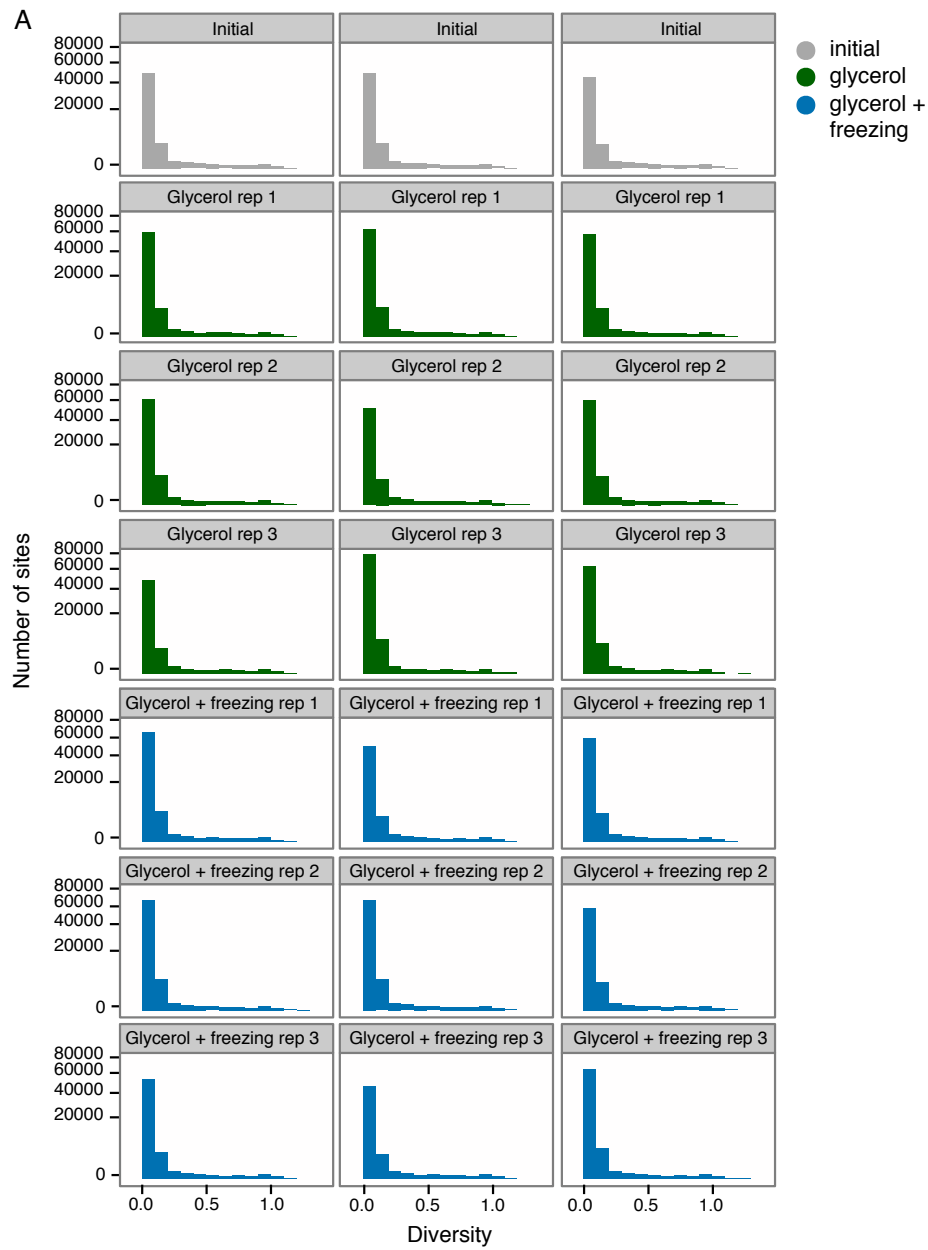 A
Initial
Initial
Initial
initial
glycerol
glycerol +
freezing
80000
60000
40000
20000
0
Glycerol rep 1
Glycerol rep 1
Glycerol rep 1
80000
60000
40000
20000
0
Glycerol rep 2
Glycerol rep 2
Glycerol rep 2
80000
60000
40000
20000
0
Number of sites
Glycerol rep 3
Glycerol rep 3
Glycerol rep 3
80000
60000
40000
20000
0
Glycerol + freezing rep 1
Glycerol + freezing rep 1
Glycerol + freezing rep 1
80000
60000
40000
20000
0
Glycerol + freezing rep 2
Glycerol + freezing rep 2
Glycerol + freezing rep 2
80000
60000
40000
20000
0
Glycerol + freezing rep 3
Glycerol + freezing rep 3
Glycerol + freezing rep 3
80000
60000
40000
20000
0
0.0 0.5 1.0
0.0 0.5 1.0
0.0 0.5 1.0
Diversity